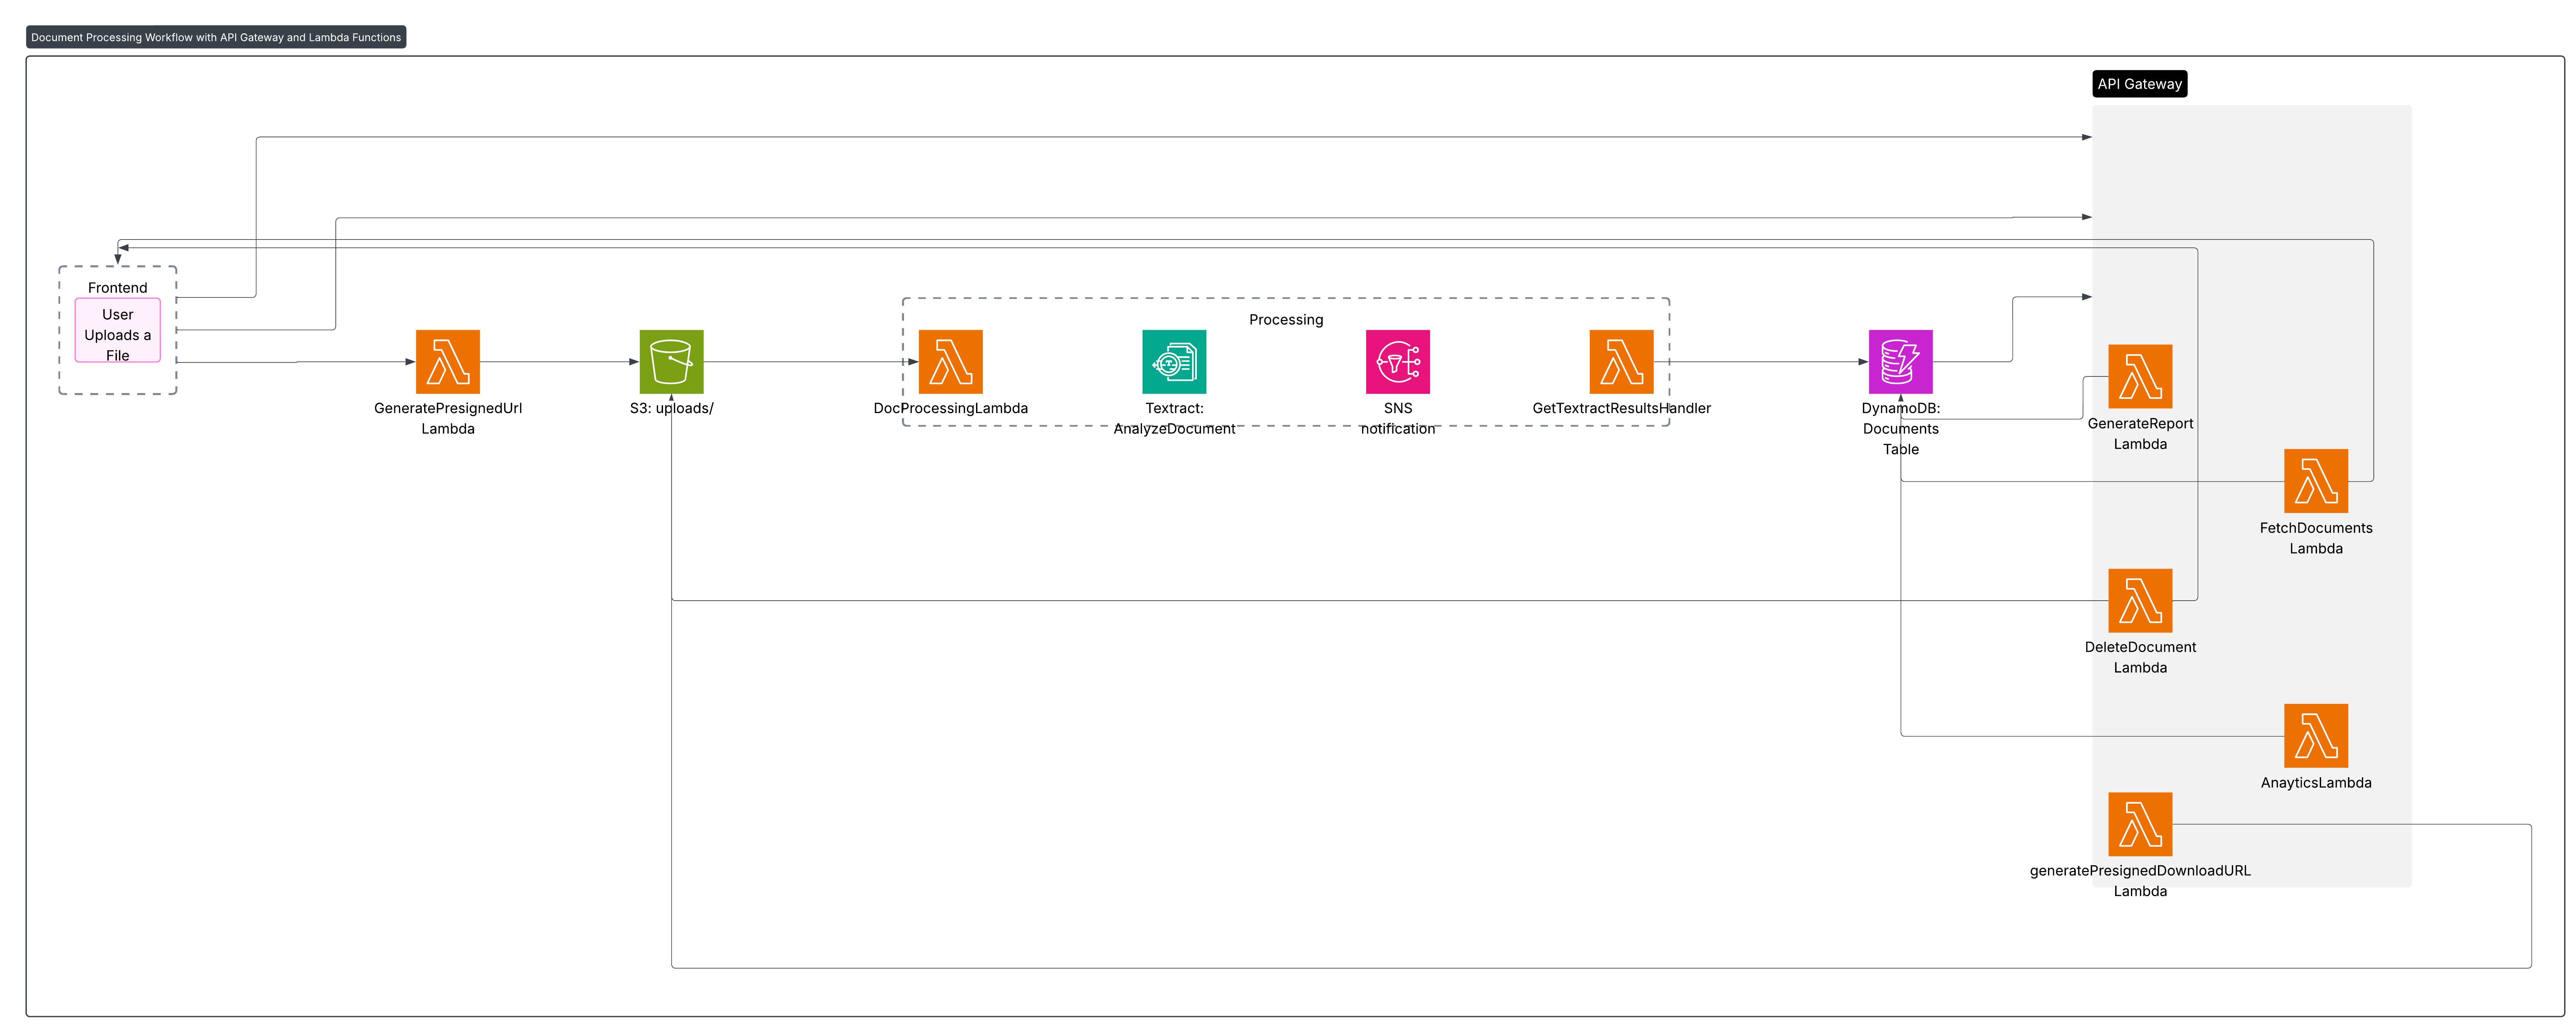 Document Processing Workflow with API Gateway and Lambda Functions
API Gateway
Frontend
User
Uploads a
File
GeneratePresignedUrl
Lambda
S3: uploads/
Processing
DocProcessingLambda
Textract:
AnalyzeDocument
SNS
notification
GetTextractResultsHandler
DynamoDB:
Documents
Table
GenerateReport
Lambda
FetchDocuments
Lambda
DeleteDocument
Lambda
AnayticsLambda
generatePresignedDownloadURL
Lambda